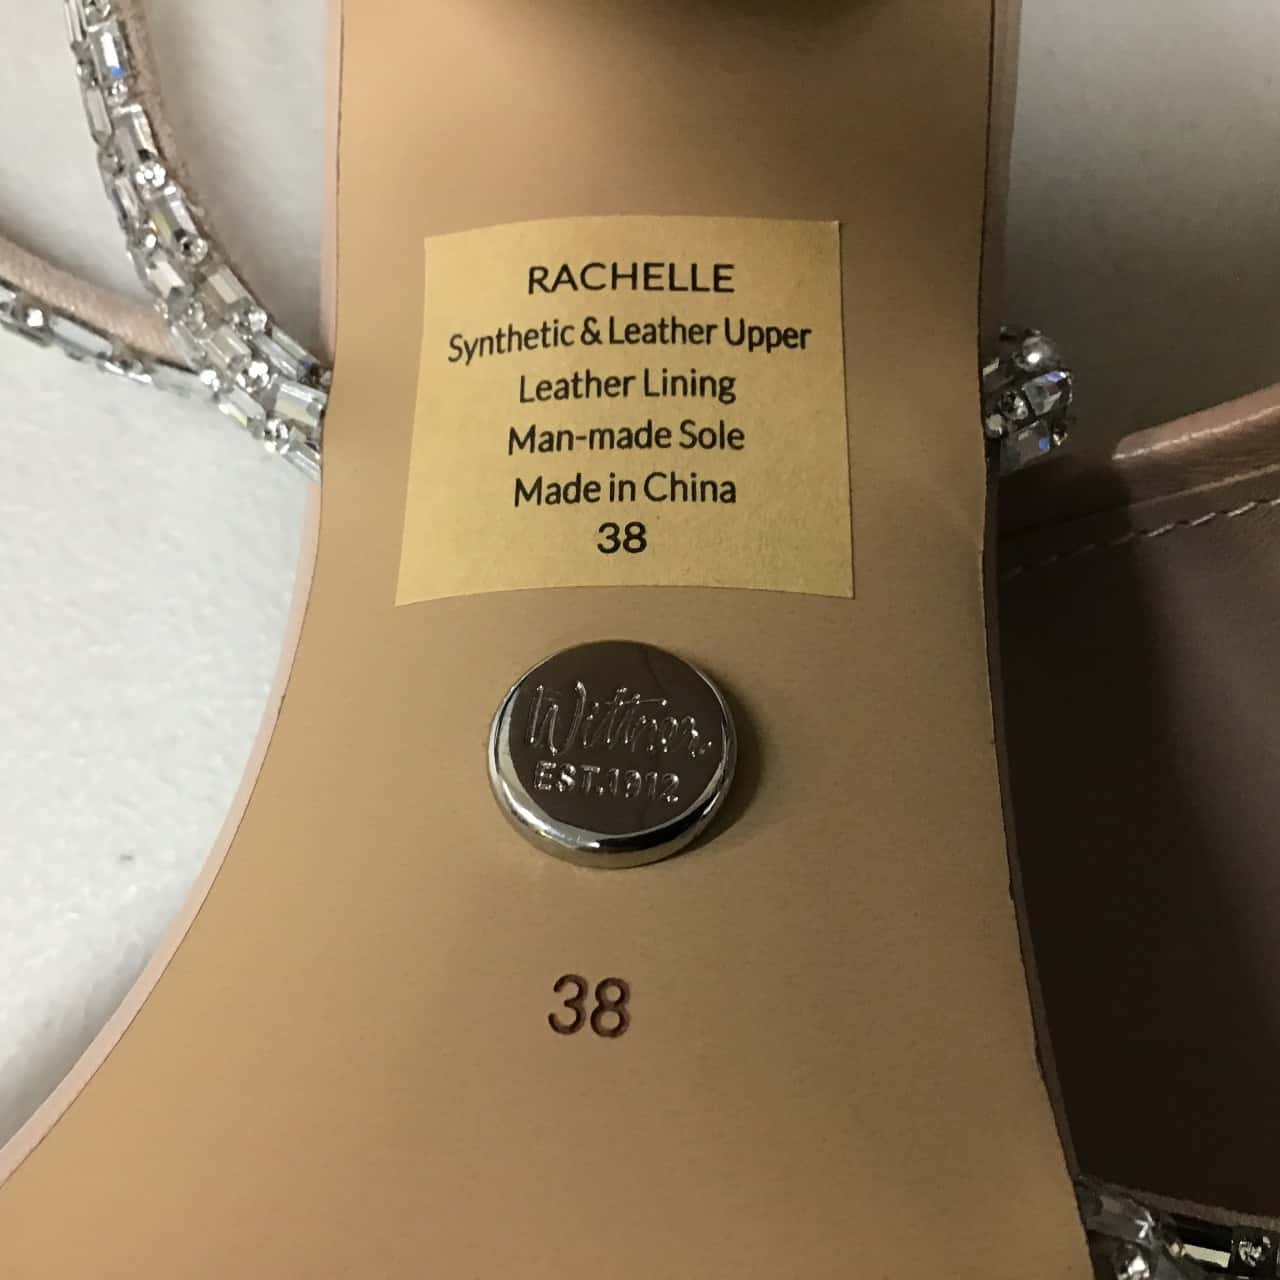 RACHELLE
Synthetic & Leather Upper
Leather Lining
Man-made Sole
Made in China
38
Wittner
EST.1912
38